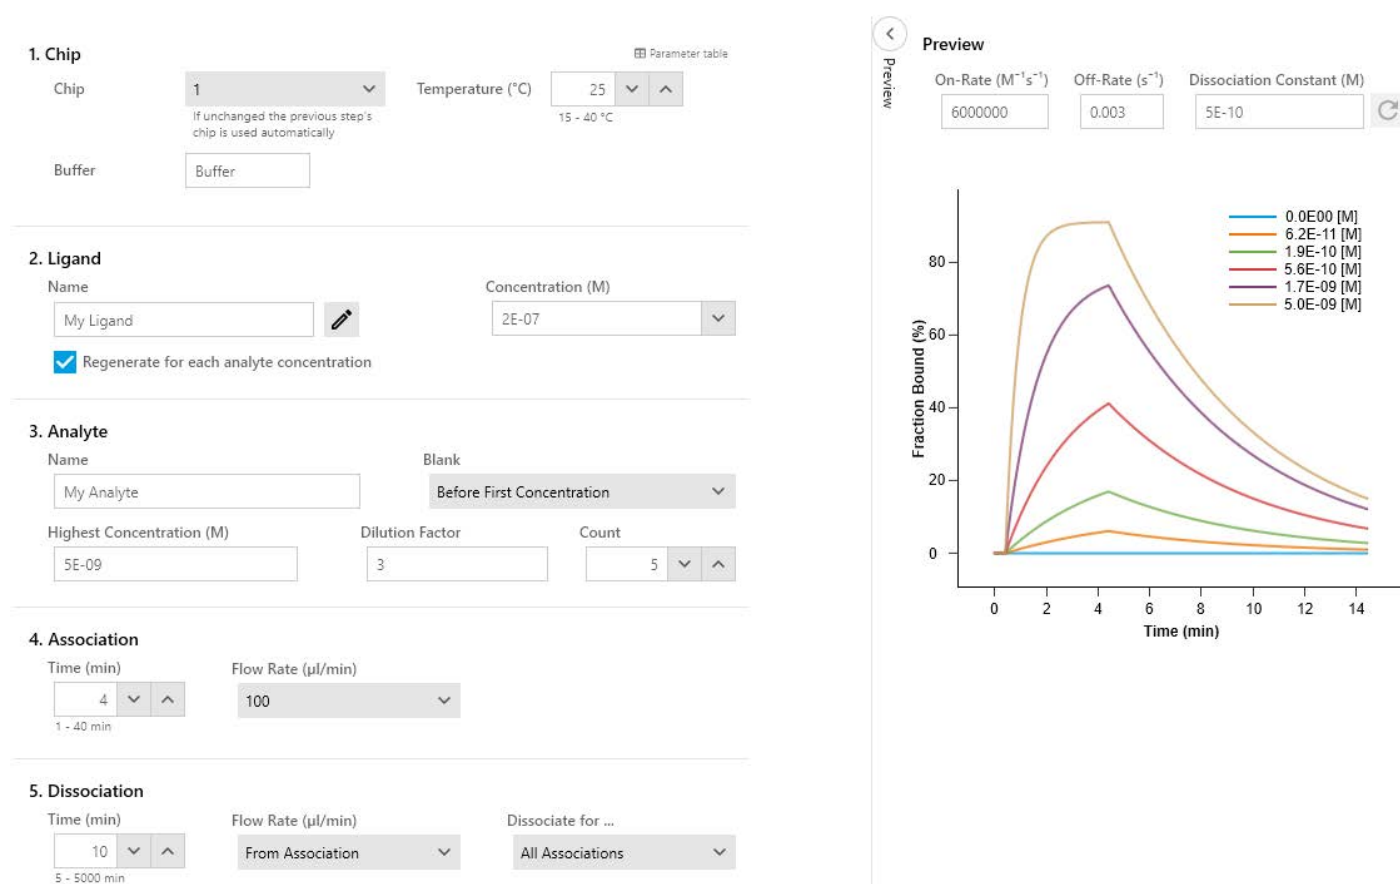 1. Chip
Parameter table
Chip
1
Temperature (°C)
25
If unchanged the previous step's
chip is used automatically
15 - 40 °C
Buffer
Buffer
2. Ligand
Name
Concentration (M)
My Ligand
2E-07
Regenerate for each analyte concentration
3. Analyte
Name
Blank
My Analyte
Before First Concentration
Highest Concentration (M)
Dilution Factor
Count
5E-09
3
5
4. Association
Time (min)
Flow Rate (µl/min)
4
100
1 - 40 min
5. Dissociation
Time (min)
Flow Rate (µl/min)
Dissociate for ...
10
From Association
All Associations
5 - 5000 min
Preview
Preview
On-Rate (M⁻¹s⁻¹)
Off-Rate (s⁻¹)
Dissociation Constant (M)
6000000
0.003
5E-10
0.0E00 [M]
6.2E-11 [M]
1.9E-10 [M]
5.6E-10 [M]
1.7E-09 [M]
5.0E-09 [M]
Fraction Bound (%)
80
60
40
20
0
0 2 4 6 8 10 12 14
Time (min)